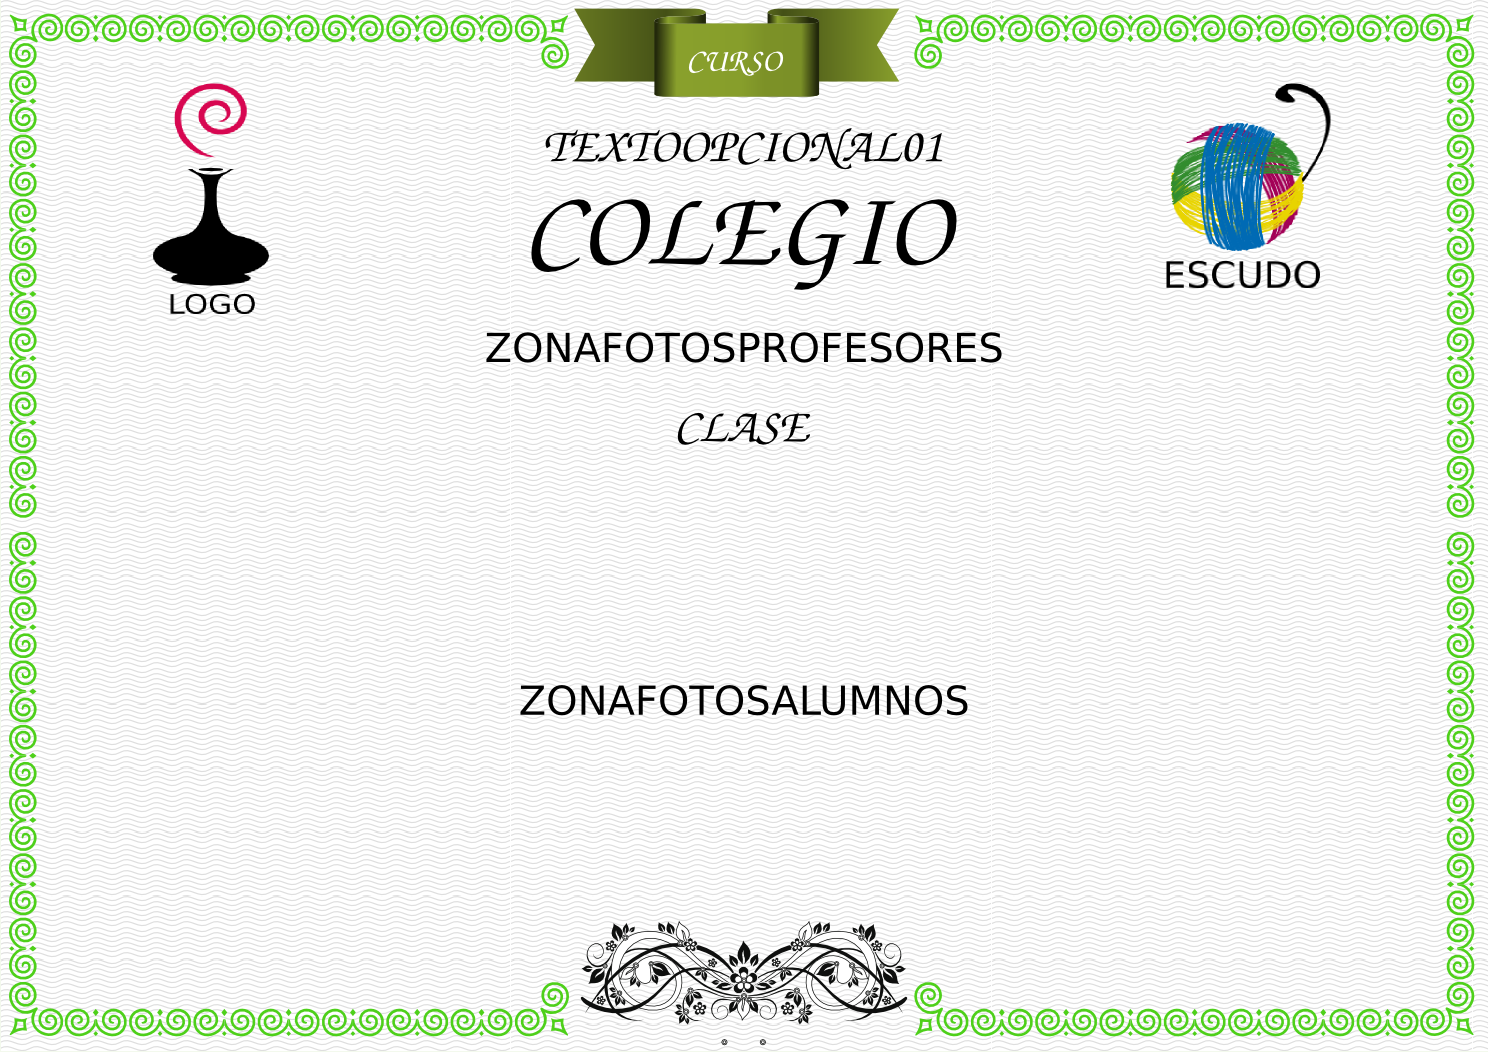 CURSO
TEXTOOPCIONAL01
COLEGIO
LOGO
ESCUDO
ZONAFOTOSPROFESORES
CLASE
ZONAFOTOSALUMNOS